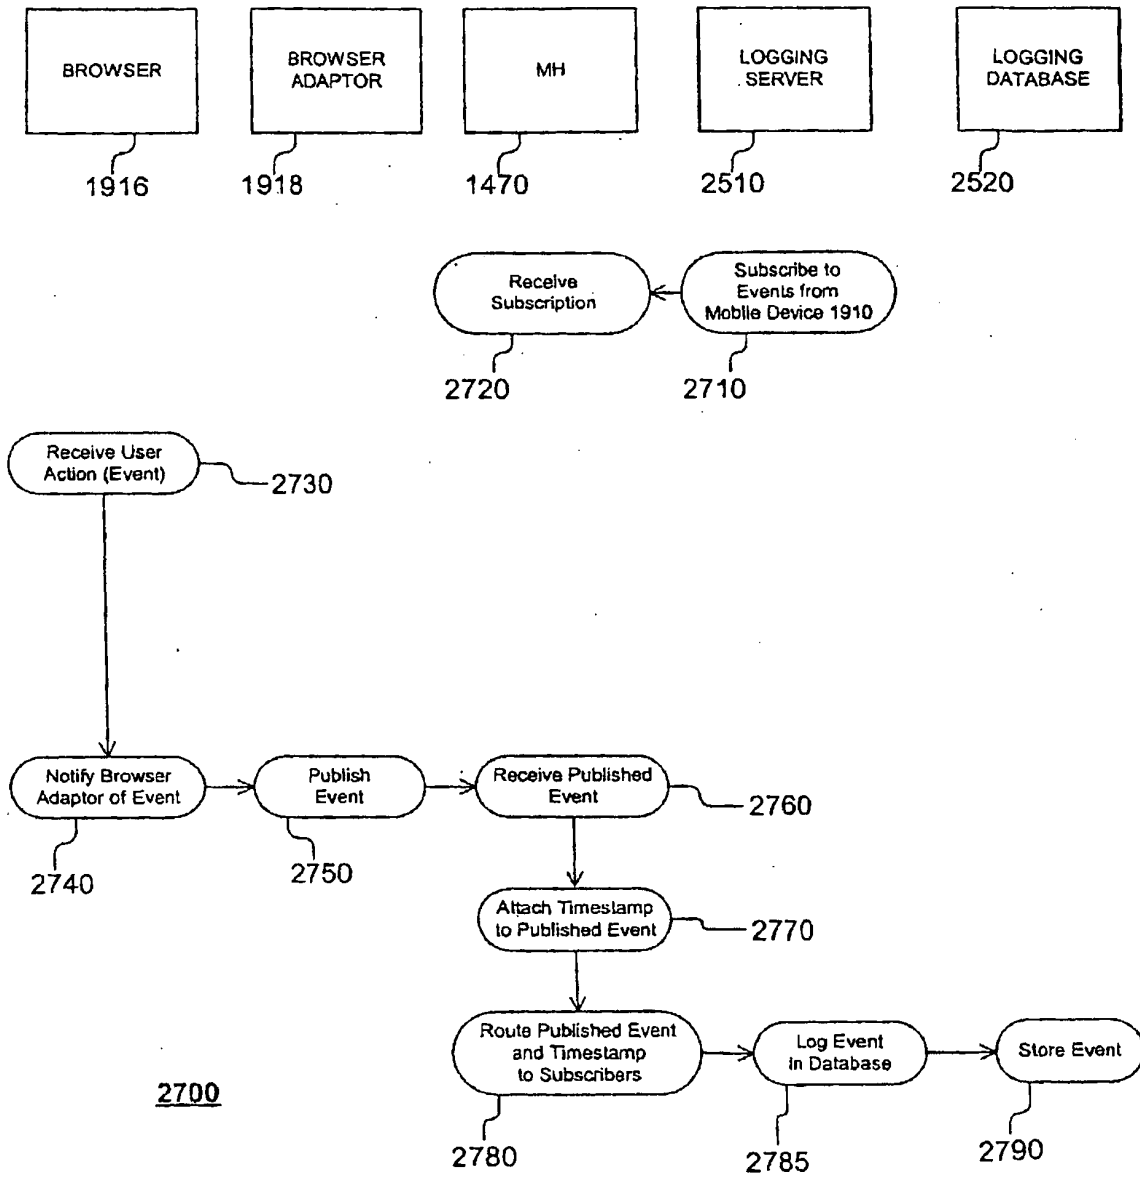 BROWSER
BROWSER
ADAPTOR
MH
LOGGING
SERVER
LOGGING
DATABASE
1916
1918
1470
2510
2520
Receive
Subscription
Subscribe to
Events from
Mobile Device 1910
2720
2710
Receive User
Action (Event)
2730
Notify Browser
Adaptor of Event
Publish
Event
Receive Published
Event
2760
2740
2750
Attach Timestamp
to Published Event
2770
Route Published Event
and Timestamp
to Subscribers
Log Event
in Database
Store Event
2700
2780
2785
2790